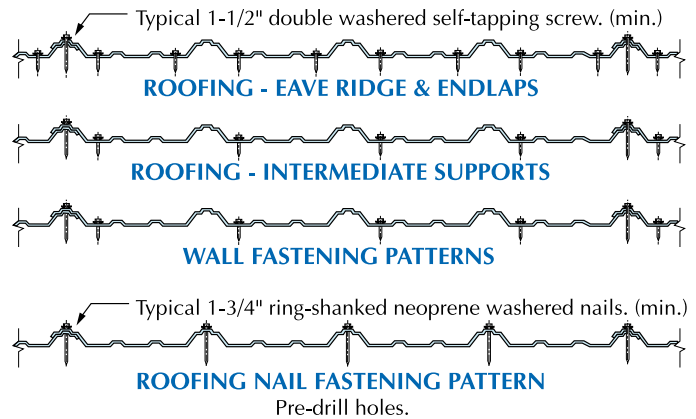 Typical 1-1/2" double washered self-tapping screw. (min.)
ROOFING - EAVE RIDGE & ENDLAPS
ROOFING - INTERMEDIATE SUPPORTS
WALL FASTENING PATTERNS
Typical 1-3/4" ring-shanked neoprene washered nails. (min.)
ROOFING NAIL FASTENING PATTERN
Pre-drill holes.